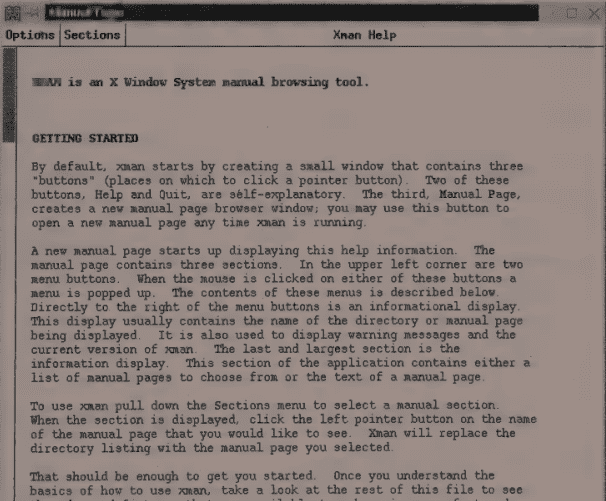 Manual Page
Options Sections Xman Help
XMAN is an X Window System manual browsing tool.
GETTING STARTED
By default, xman starts by creating a small window that contains three
"buttons" (places on which to click a pointer button). Two of these
buttons, Help and Quit, are self-explanatory. The third, Manual Page,
creates a new manual page browser window; you may use this button to
open a new manual page any time xman is running.
A new manual page starts up displaying this help information. The
manual page contains three sections. In the upper left corner are two
menu buttons. When the mouse is clicked on either of these buttons a
menu is popped up. The contents of these menus is described below.
Directly to the right of the menu buttons is an informational display.
This display usually contains the name of the directory or manual page
being displayed. It is also used to display warning messages and the
current version of xman. The last and largest section is the
information display. This section of the application contains either a
list of manual pages to choose from or the text of a manual page.
To use xman pull down the Sections menu to select a manual section.
When the section is displayed, click the left pointer button on the name
of the manual page that you would like to see. Xman will replace the
directory listing with the manual page you selected.
That should be enough to get you started. Once you understand the
basics of how to use xman, take a look at the rest of this file to see